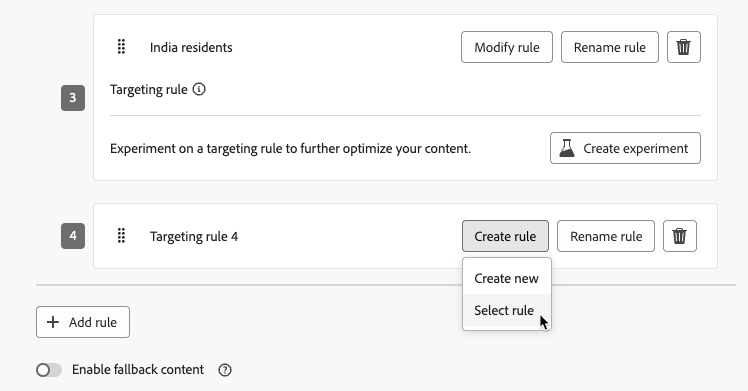 India residents
Modify rule
Rename rule
3
Targeting rule
Experiment on a targeting rule to further optimize your content.
Create experiment
4
Targeting rule 4
Create rule
Rename rule
Create new
Select rule
+ Add rule
Enable fallback content